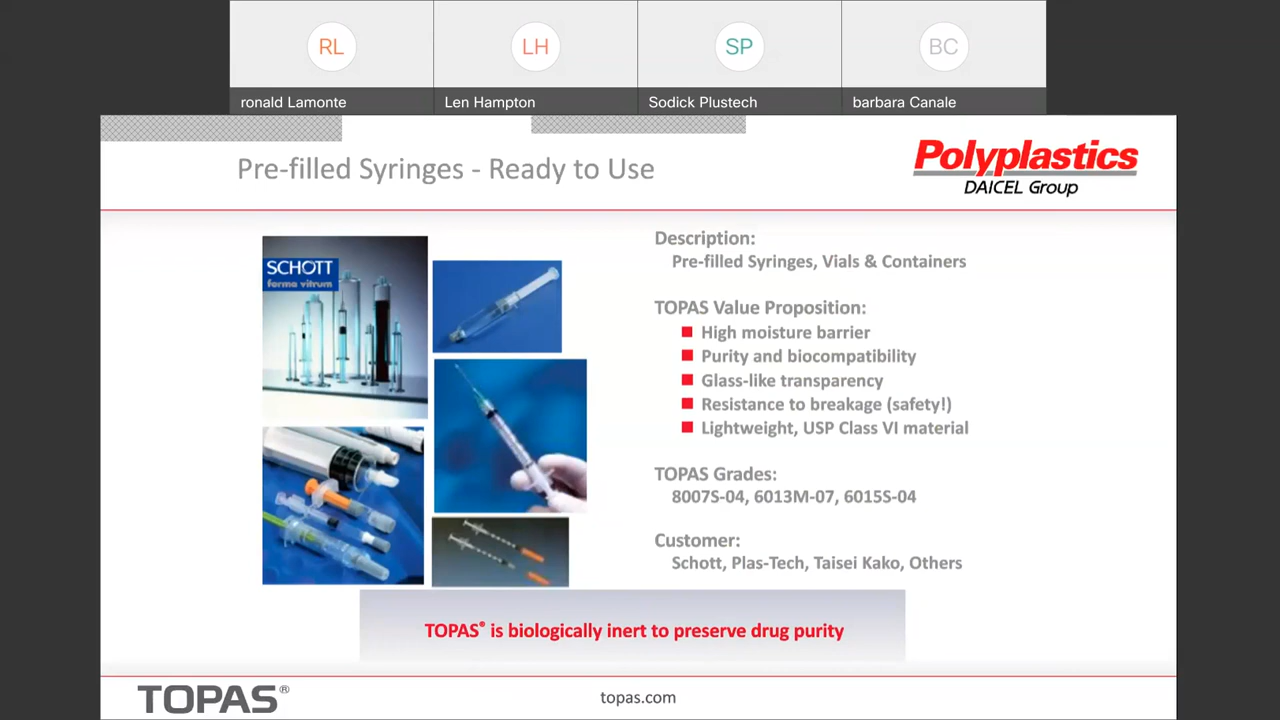 RL
LH
SP
BC
ronald Lamonte
Len Hampton
Sodick Plustech
barbara Canale
Pre-filled Syringes - Ready to Use
Polyplastics
DAICEL Group
SCHOTT
forma vitrum
Description:
Pre-filled Syringes, Vials & Containers
TOPAS Value Proposition:
High moisture barrier
Purity and biocompatibility
Glass-like transparency
Resistance to breakage (safety!)
Lightweight, USP Class VI material
TOPAS Grades:
8007S-04, 6013M-07, 6015S-04
Customer:
Schott, Plas-Tech, Taisei Kako, Others
TOPAS® is biologically inert to preserve drug purity
TOPAS®
topas.com